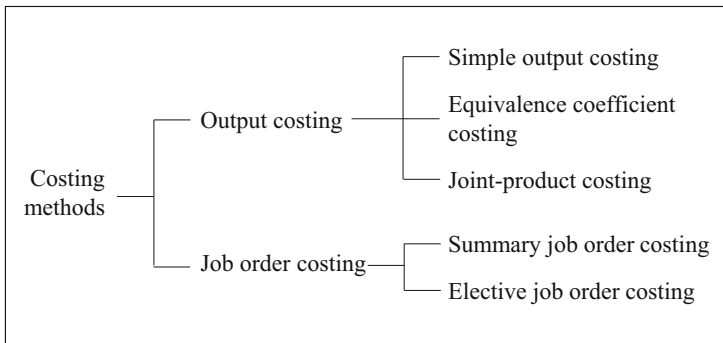 Costing
methods
Output costing
Simple output costing
Equivalence coefficient
costing
Joint-product costing
Job order costing
Summary job order costing
Elective job order costing